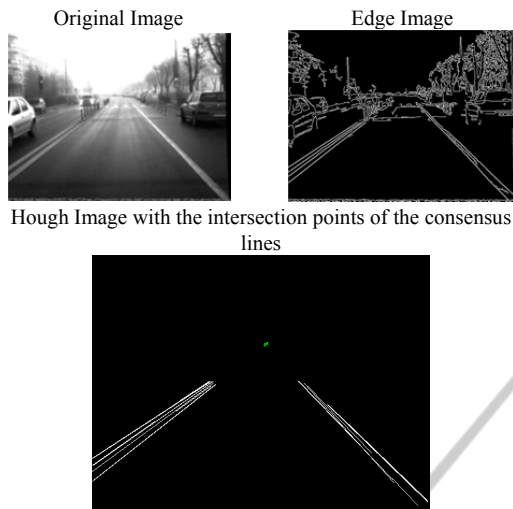 Original Image
Edge Image
Hough Image with the intersection points of the consensus
lines